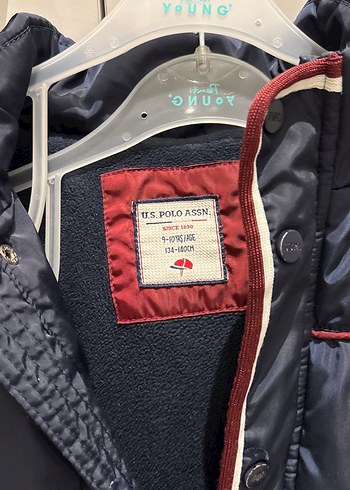 YOUNG
YOUNG
U.S. POLO ASSN.
SINCE 1890
9-10YRS/AGE
134-140CM